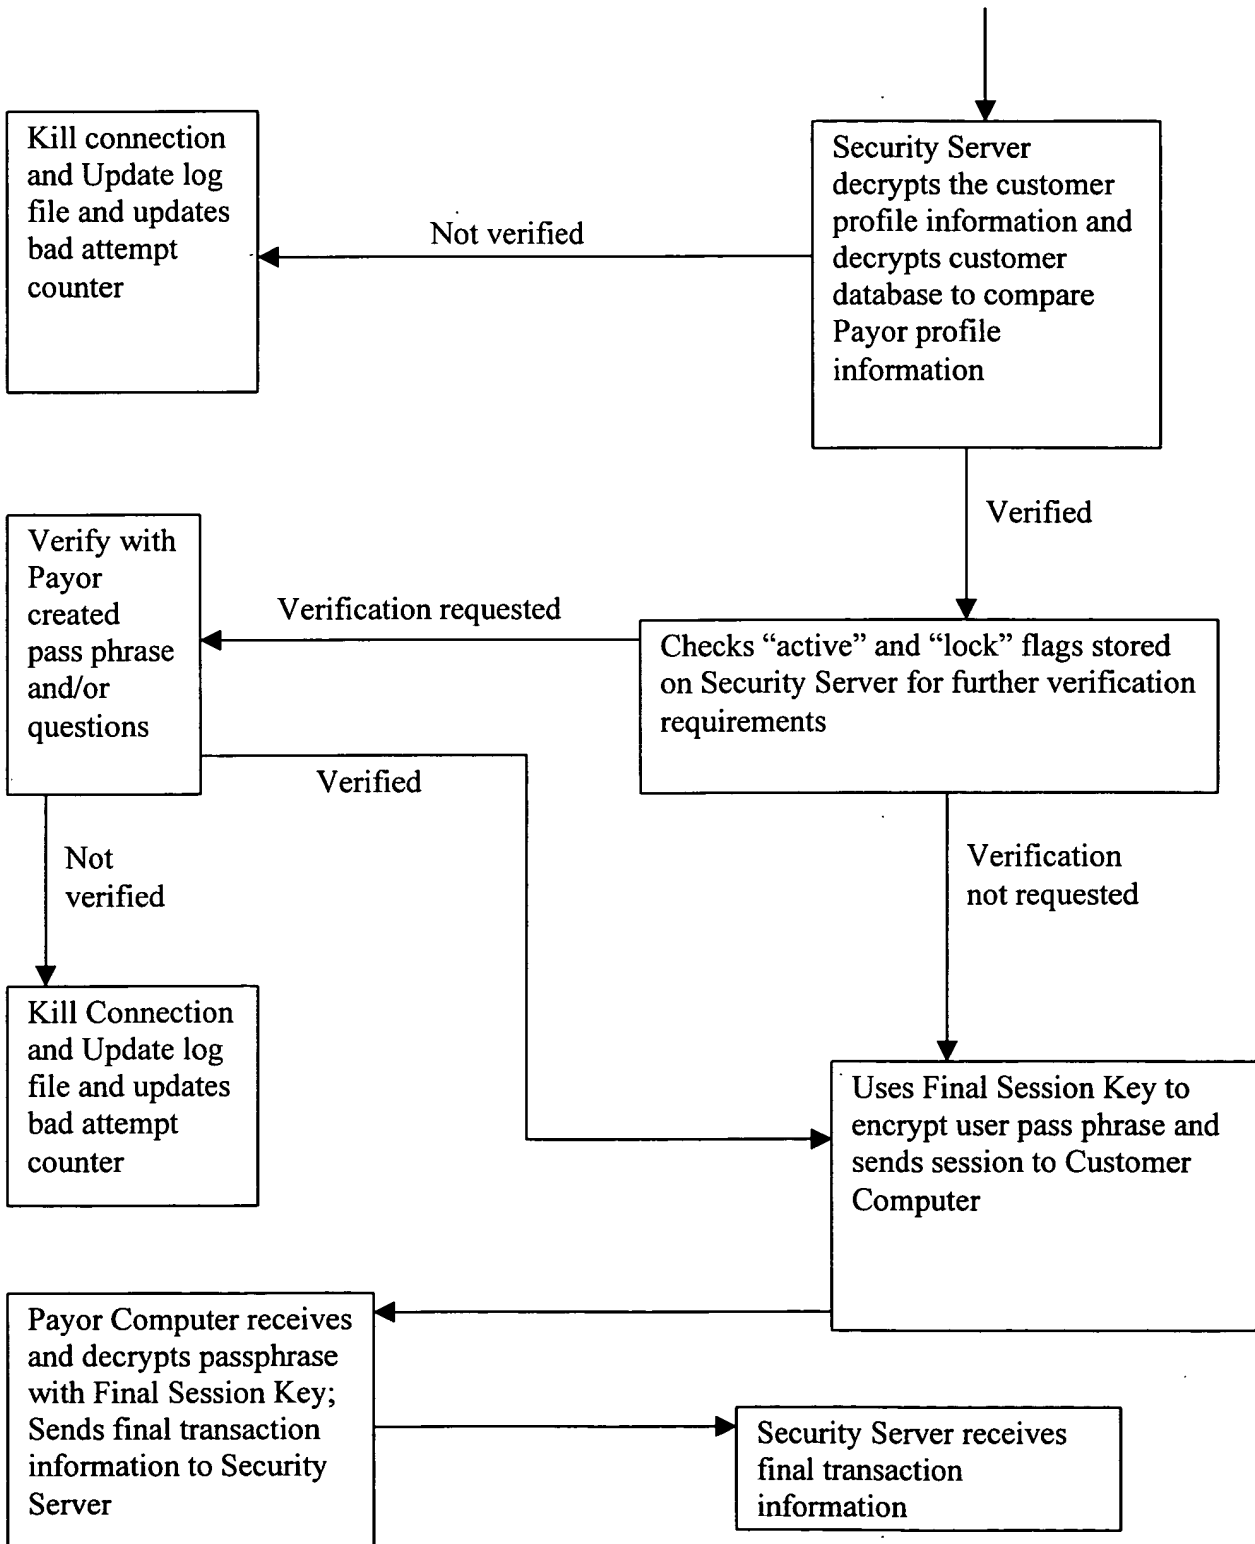 Kill connection
and Update log
file and updates
bad attempt
counter
Not verified
Security Server
decrypts the customer
profile information and
decrypts customer
database to compare
Payor profile
information
Verified
Verify with
Payor
created
pass phrase
and/or
questions
Verification requested
Checks “active” and “lock” flags stored
on Security Server for further verification
requirements
Verified
Not
verified
Verification
not requested
Kill Connection
and Update log
file and updates
bad attempt
counter
Uses Final Session Key to
encrypt user pass phrase and
sends session to Customer
Computer
Payor Computer receives
and decrypts passphrase
with Final Session Key;
Sends final transaction
information to Security
Server
Security Server receives
final transaction
information